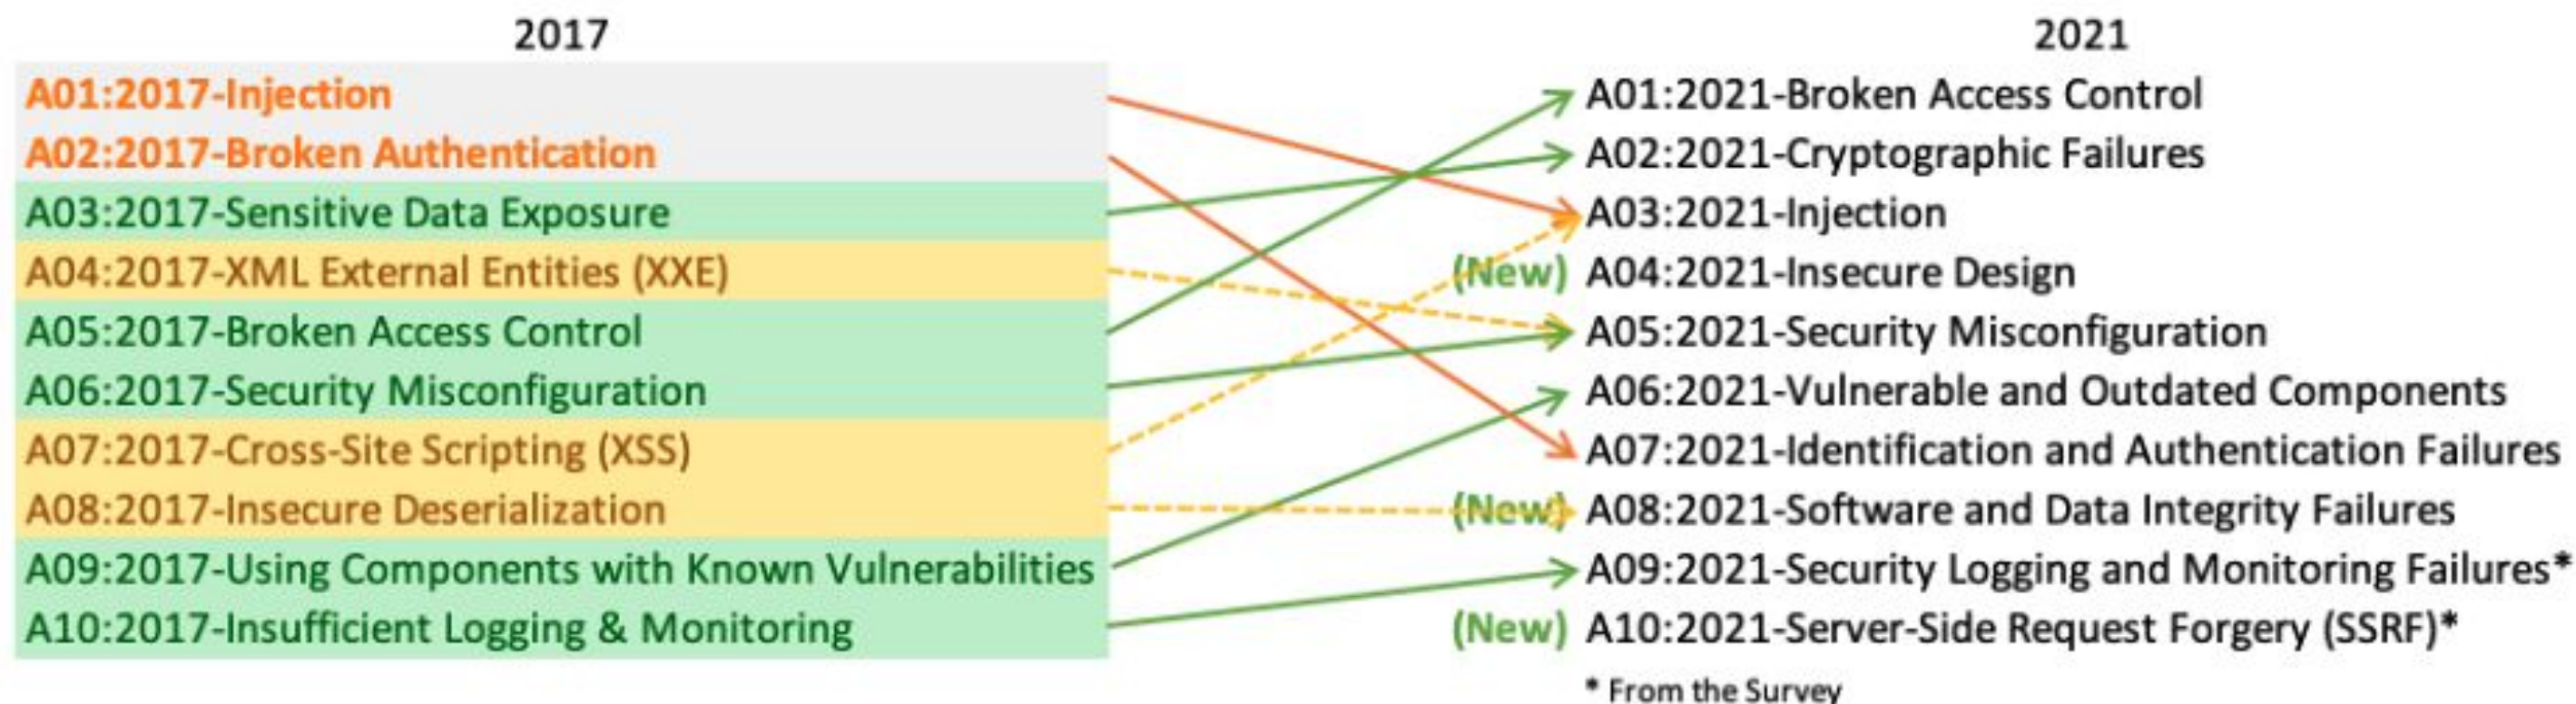 2017
A01:2017-Injection
A02:2017-Broken Authentication
A03:2017-Sensitive Data Exposure
A04:2017-XML External Entities (XXE)
A05:2017-Broken Access Control
A06:2017-Security Misconfiguration
A07:2017-Cross-Site Scripting (XSS)
A08:2017-Insecure Deserialization
A09:2017-Using Components with Known Vulnerabilities
A10:2017-Insufficient Logging & Monitoring
2021
A01:2021-Broken Access Control
A02:2021-Cryptographic Failures
A03:2021-Injection
(New) A04:2021-Insecure Design
A05:2021-Security Misconfiguration
A06:2021-Vulnerable and Outdated Components
A07:2021-Identification and Authentication Failures
(New) A08:2021-Software and Data Integrity Failures
A09:2021-Security Logging and Monitoring Failures*
(New) A10:2021-Server-Side Request Forgery (SSRF)*
* From the Survey